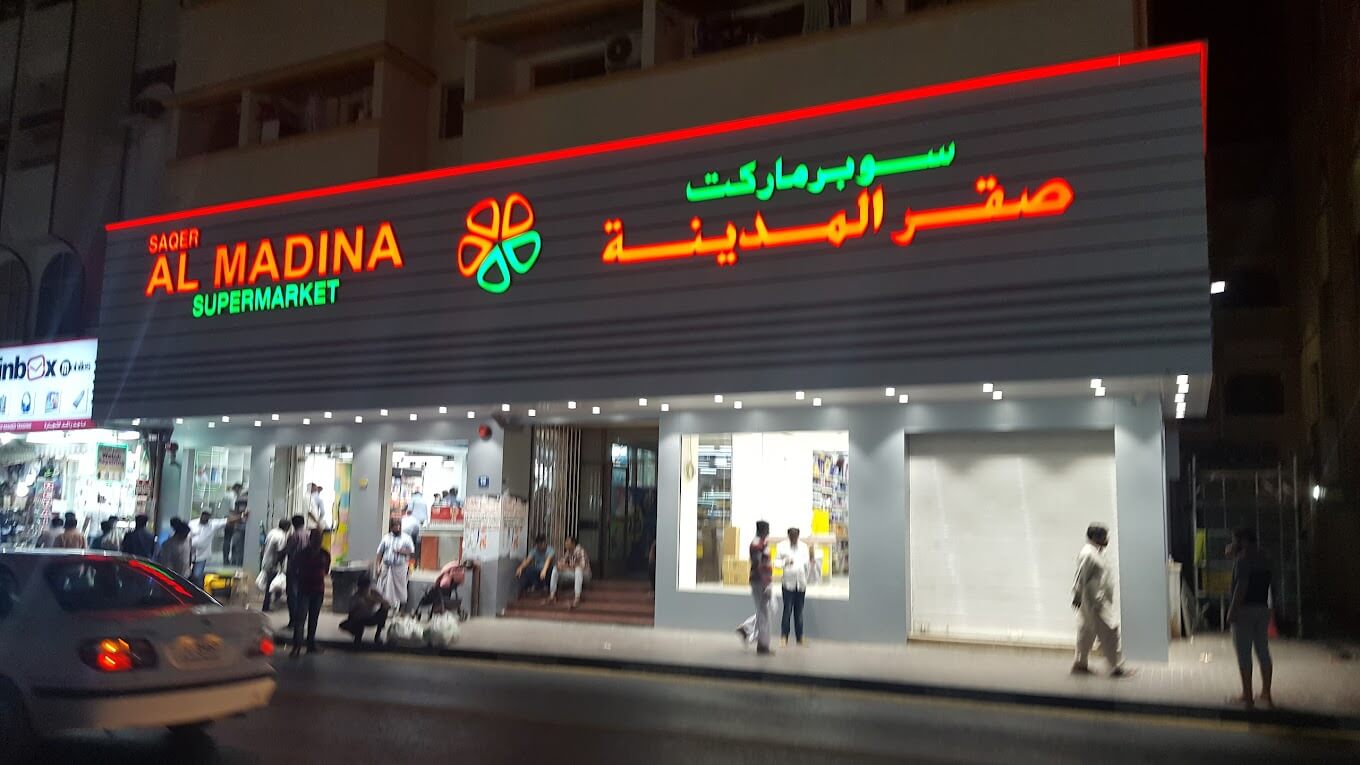 SAQER
AL MADINA
SUPERMARKET
سوبرماركت
صقر المدينة
inbox